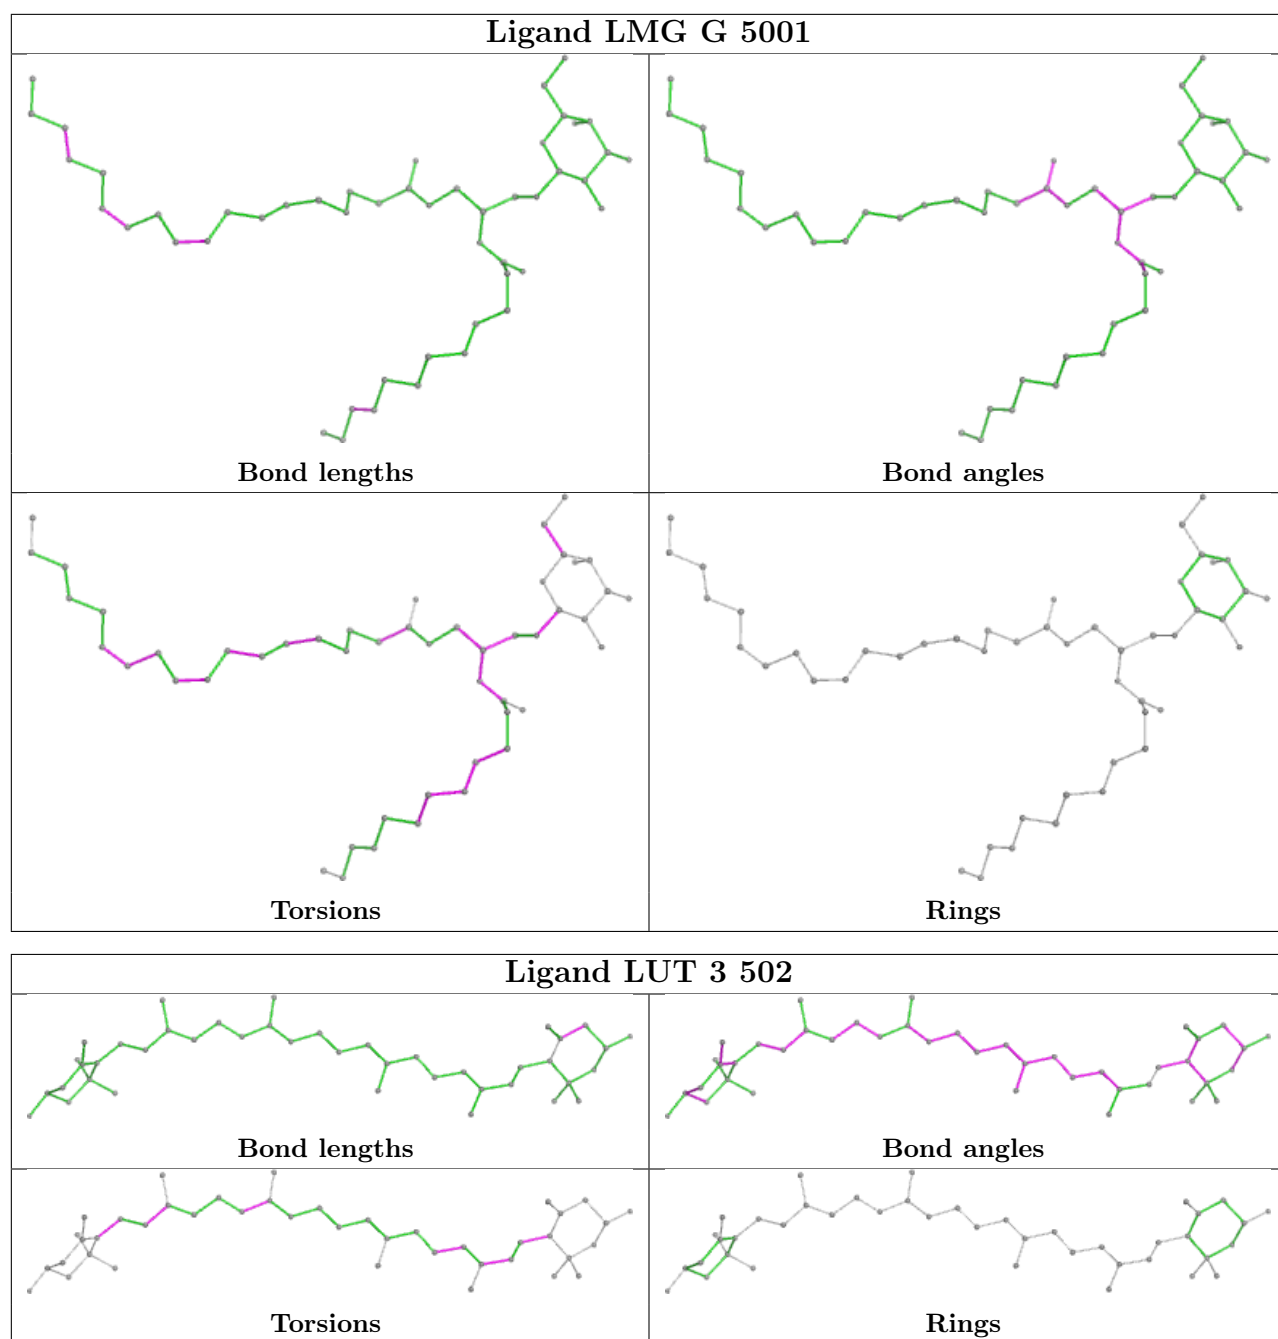 Ligand LMG G 5001
Bond lengths
Bond angles
Torsions
Rings
Ligand LUT 3 502
Bond lengths
Bond angles
Torsions
Rings